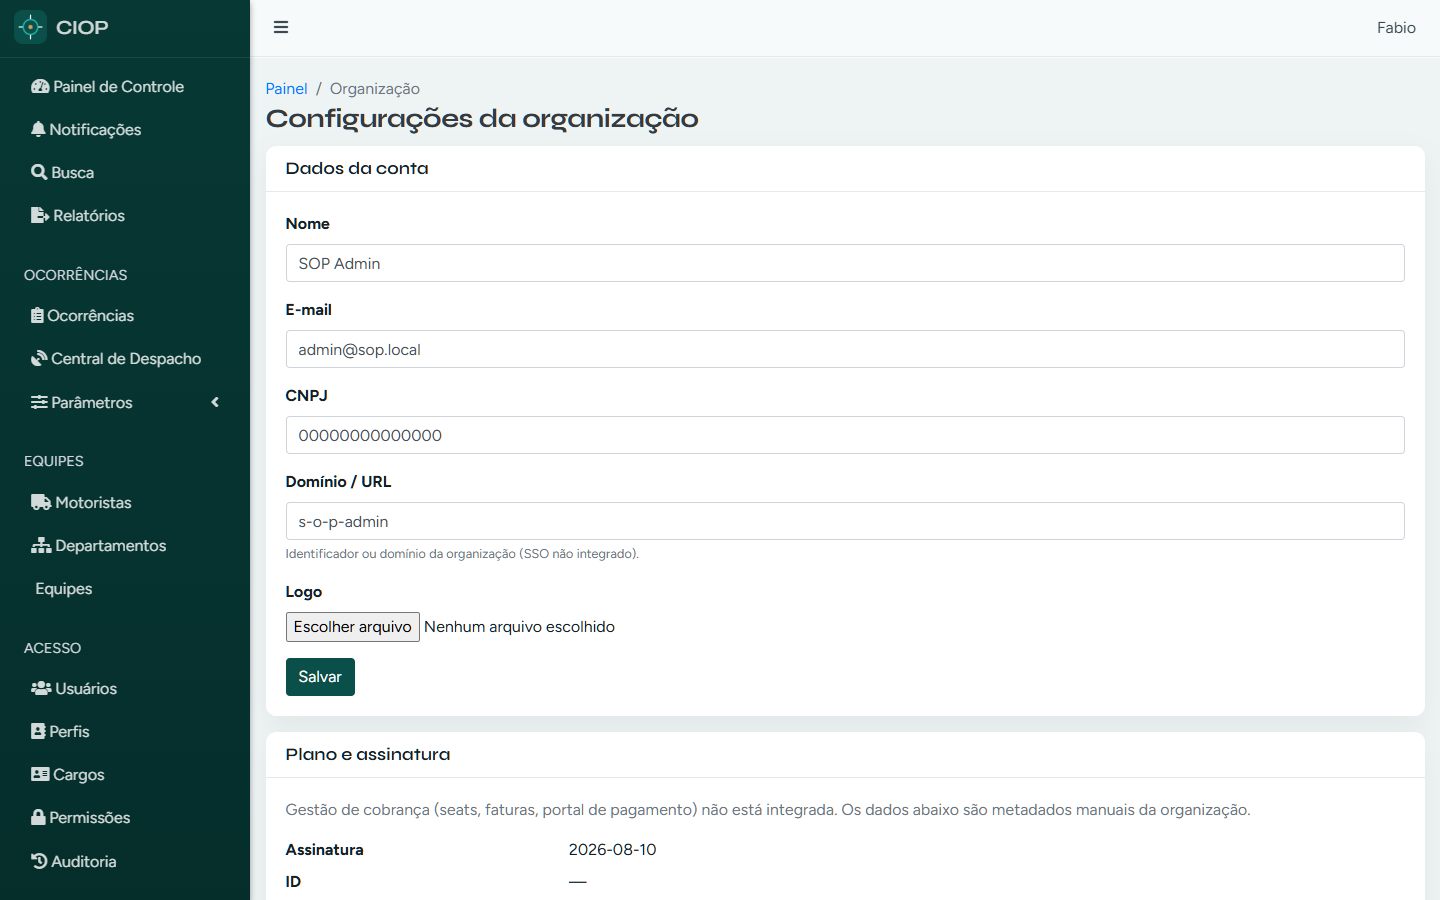 CIOP
Fabio
Painel de Controle
Notificações
Busca
Relatórios
OCORRÊNCIAS
Ocorrências
Central de Despacho
Parâmetros
EQUIPES
Motoristas
Departamentos
Equipes
ACESSO
Usuários
Perfis
Cargos
Permissões
Auditoria
Painel / Organização
Configurações da organização
Dados da conta
Nome
SOP Admin
E-mail
admin@sop.local
CNPJ
00000000000000
Domínio / URL
s-o-p-admin
Identificador ou domínio da organização (SSO não integrado).
Logo
Escolher arquivo Nenhum arquivo escolhido
Salvar
Plano e assinatura
Gestão de cobrança (seats, faturas, portal de pagamento) não está integrada. Os dados abaixo são metadados manuais da organização.
Assinatura 2026-08-10
ID —